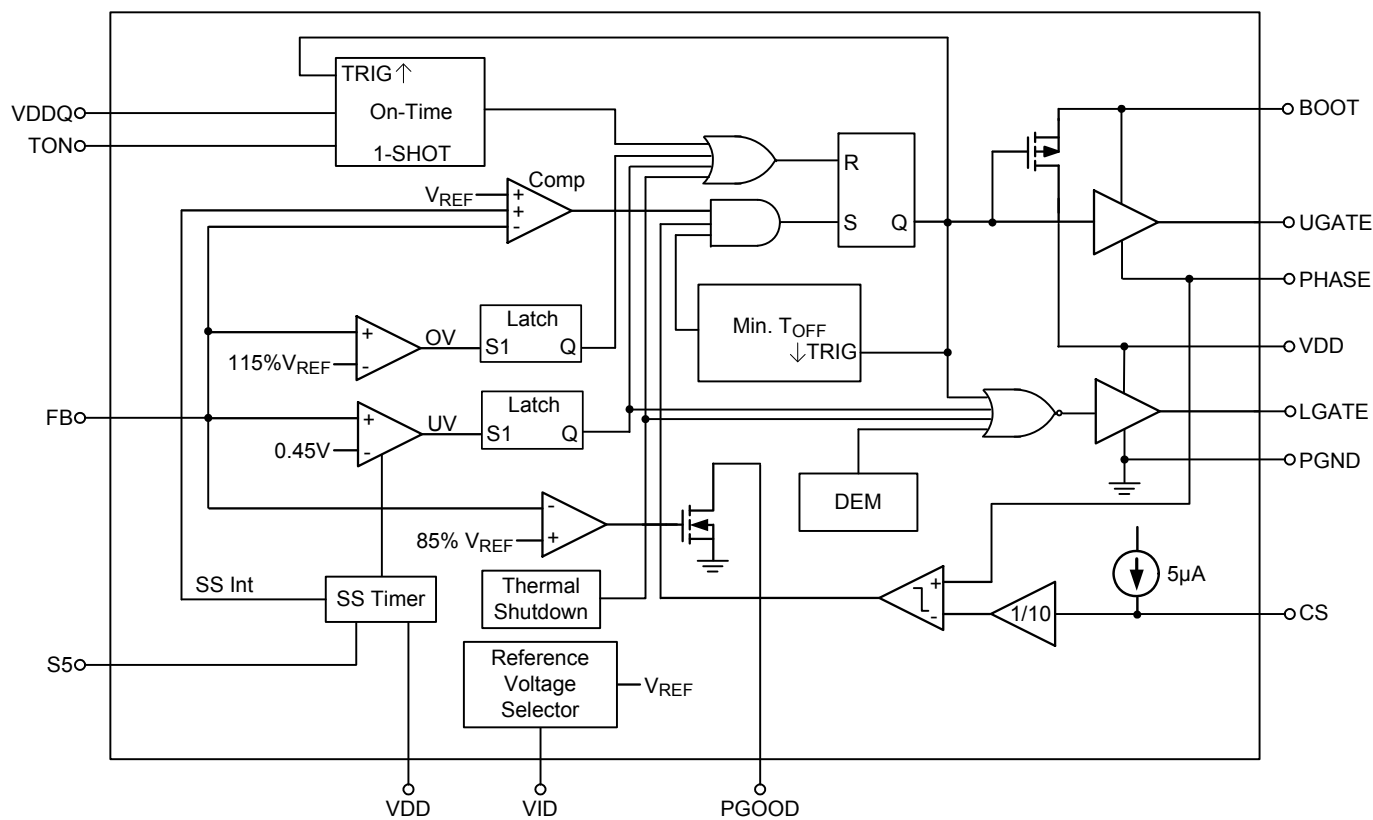 TRIG ↑
On-Time
1-SHOT
VDDQ
TON
BOOT
R
S
Q
Comp
VREF
+
+
-
UGATE
PHASE
Min. TOFF
↓TRIG
Latch
S1
Q
OV
+
-
115%VREF
VDD
FB
Latch
S1
Q
UV
+
-
0.45V
LGATE
PGND
DEM
-
+
85% VREF
5µA
SS Int
SS Timer
Thermal
Shutdown
+
-
1/10
CS
S5
Reference
Voltage
Selector
VREF
VDD
VID
PGOOD